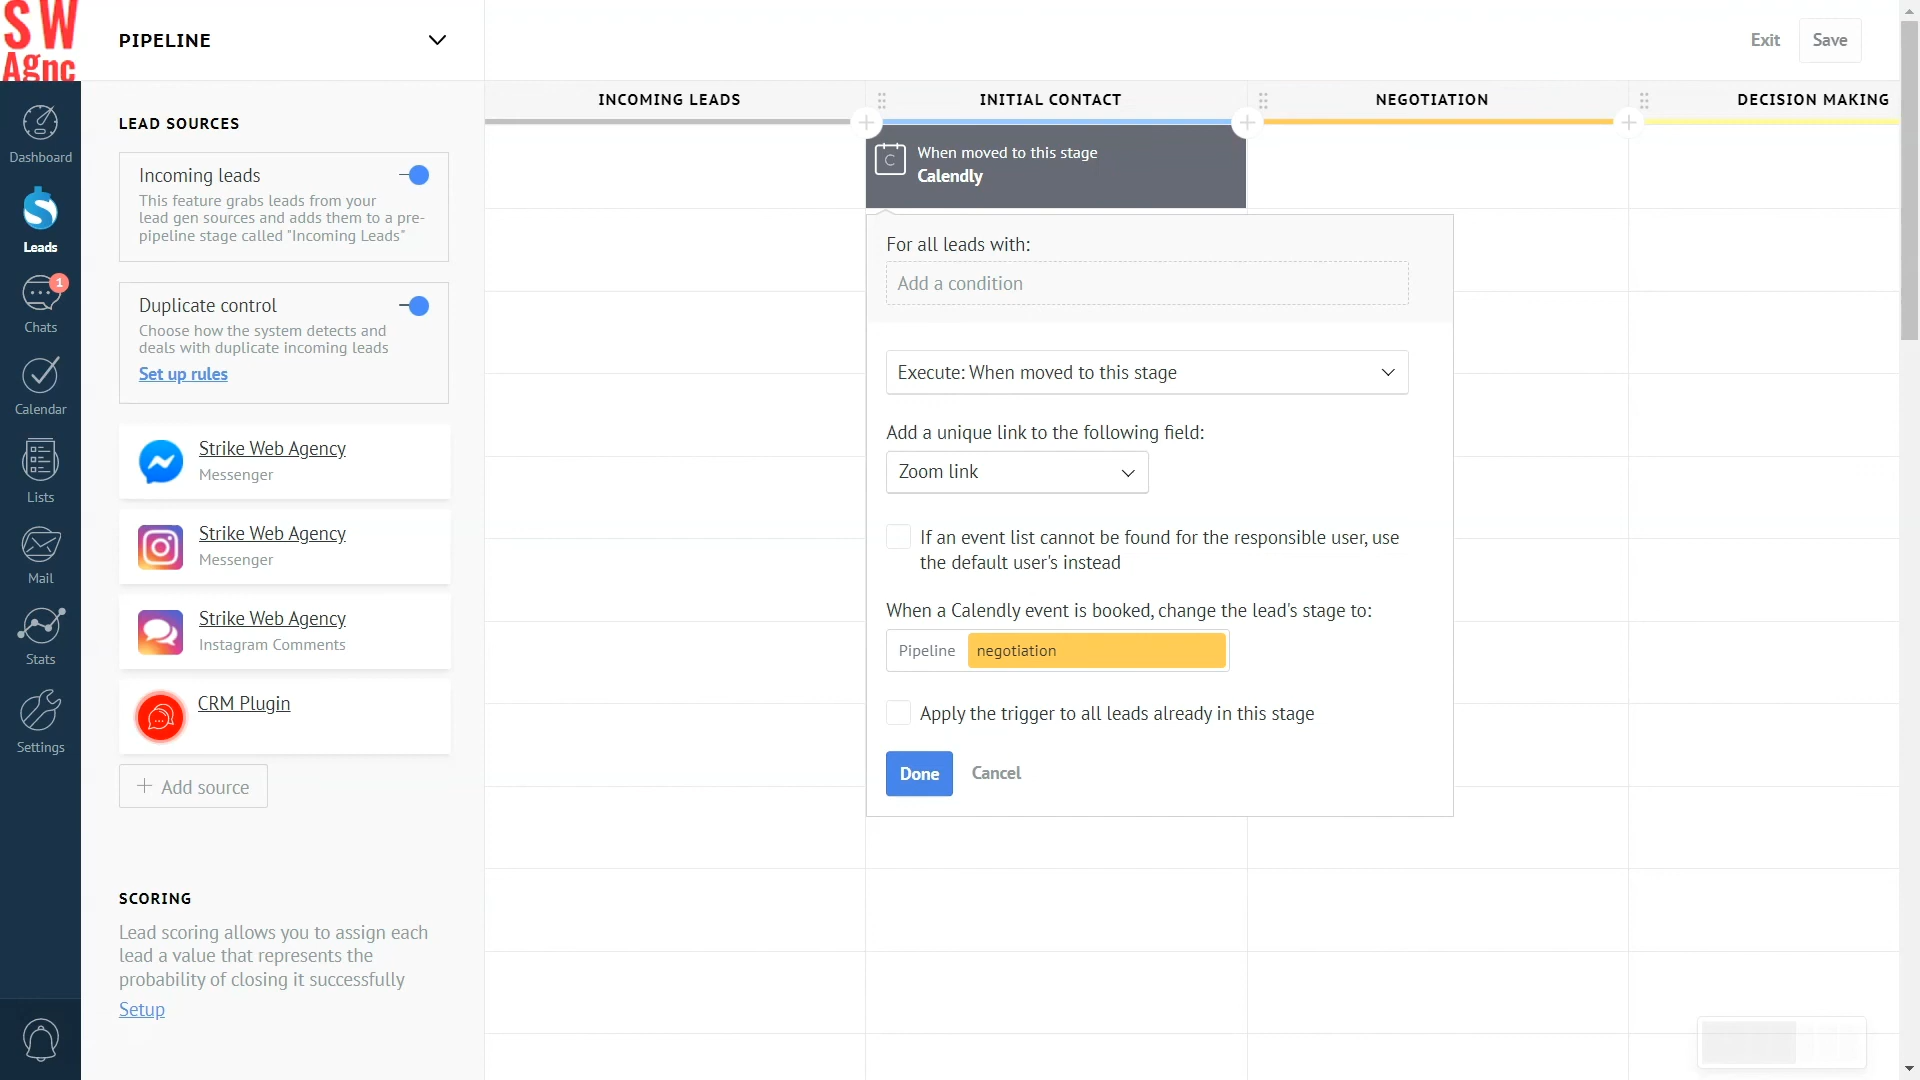 SW
Agnc
PIPELINE
Exit
Save
Dashboard
Leads
1
Chats
Calendar
Lists
Mail
Stats
Settings
LEAD SOURCES
Incoming leads
This feature grabs leads from your
lead gen sources and adds them to a pre-
pipeline stage called "Incoming Leads"
Duplicate control
Choose how the system detects and
deals with duplicate incoming leads
Set up rules
Strike Web Agency
Messenger
Strike Web Agency
Messenger
Strike Web Agency
Instagram Comments
CRM Plugin
+ Add source
SCORING
Lead scoring allows you to assign each
lead a value that represents the
probability of closing it successfully
Setup
INCOMING LEADS
INITIAL CONTACT
NEGOTIATION
DECISION MAKING
C
When moved to this stage
Calendly
For all leads with:
Add a condition
Execute: When moved to this stage
Add a unique link to the following field:
Zoom link
If an event list cannot be found for the responsible user, use
the default user's instead
When a Calendly event is booked, change the lead's stage to:
Pipeline negotiation
Apply the trigger to all leads already in this stage
Done
Cancel